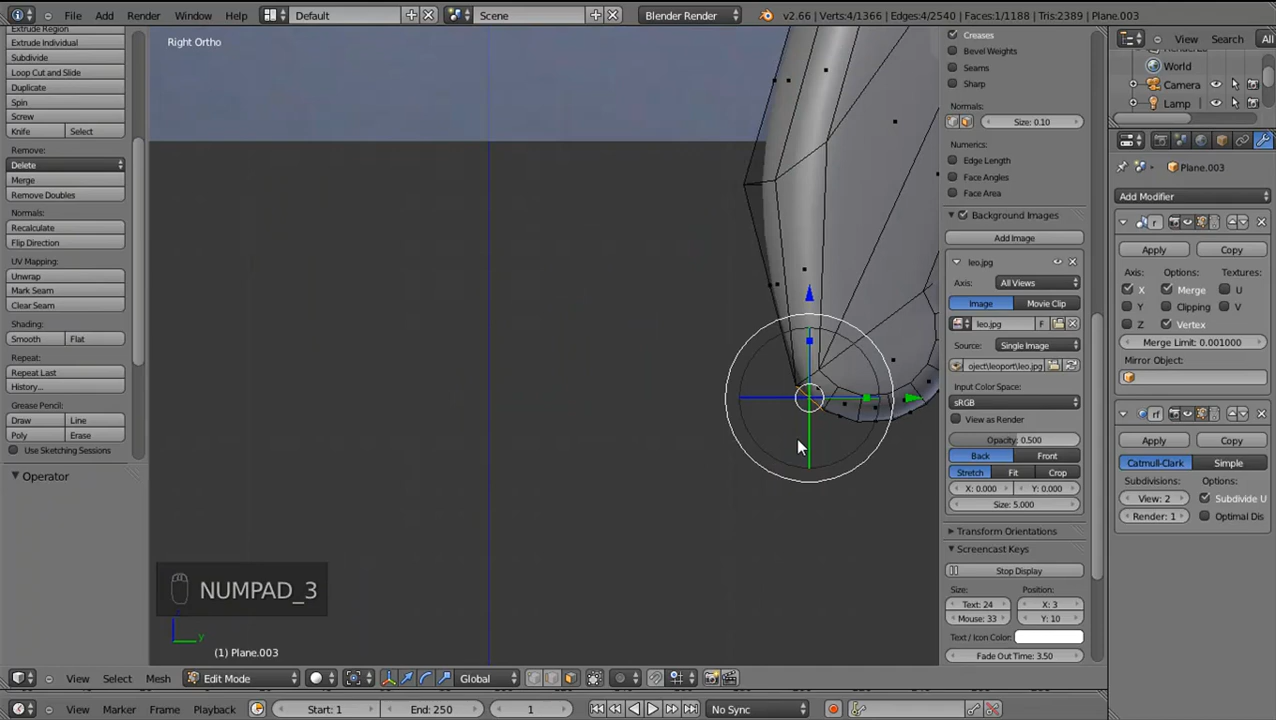 File Add Render Window Help Default Scene Blender Render v2.66 | Verts:4/1366 | Edges:4/2540 | Faces:1/1188 | Tris:2389 | Plane.003
Extrude Region
Extrude Individual
Subdivide
Loop Cut and Slide
Duplicate
Spin
Screw
Knife Select
Remove:
Delete
Merge
Remove Doubles
Normals:
Recalculate
Flip Direction
UV Mapping:
Unwrap
Mark Seam
Clear Seam
Shading:
Smooth Flat
Repeat:
Repeat Last
History...
Grease Pencil:
Draw Line
Poly Erase
Use Sketching Sessions
Operator
Right Ortho
NUMPAD_3
y
(1) Plane.003
Creases
Bevel Weights
Seams
Sharp
Normals:
Size: 0.10
Numerics:
Edge Length
Face Angles
Face Area
Background Images
Add Image
leo.jpg
Axis: All Views
Image Movie Clip
leo.jpg F
Source: Single Image
oject\leoport\leo.jpg
Input Color Space:
sRGB
View as Render
Opacity: 0.500
Back Front
Stretch Fit Crop
X: 0.000 Y: 0.000
Size: 5.000
Transform Orientations
Screencast Keys
Stop Display
Size: Position:
Text: 24 X: 3
Mouse: 33 Y: 10
Text / Icon Color:
Fade Out Time: 3.50
View Search All
World
Camera
Lamp
Plane.003
Add Modifier
Apply Copy
Axis: Options: Textures:
X Merge U
Y Clipping V
Z Vertex
Merge Limit: 0.001000
Mirror Object:
rf
Apply Copy
Catmull-Clark Simple
Subdivisions: Options:
View: 2 Subdivide U
Render: 1 Optimal Dis
View Select Mesh Edit Mode Global
View Marker Frame Playback Start: 1 End: 250 1 No Sync